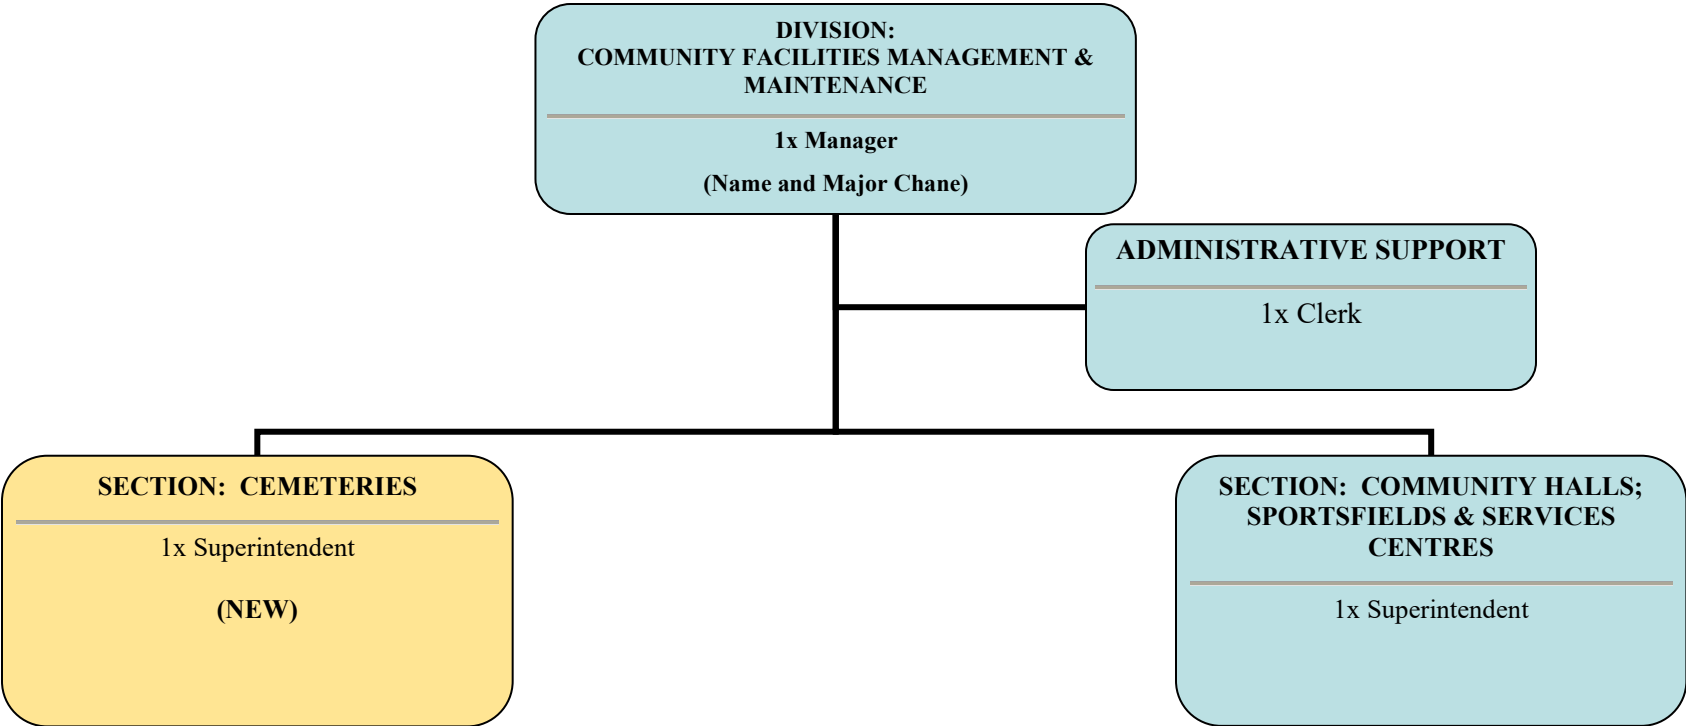 DIVISION:
COMMUNITY FACILITIES MANAGEMENT &
MAINTENANCE
1x Manager
(Name and Major Chane)
ADMINISTRATIVE SUPPORT
1x Clerk
SECTION: CEMETERIES
1x Superintendent
(NEW)
SECTION: COMMUNITY HALLS;
SPORTSFIELDS & SERVICES
CENTRES
1x Superintendent